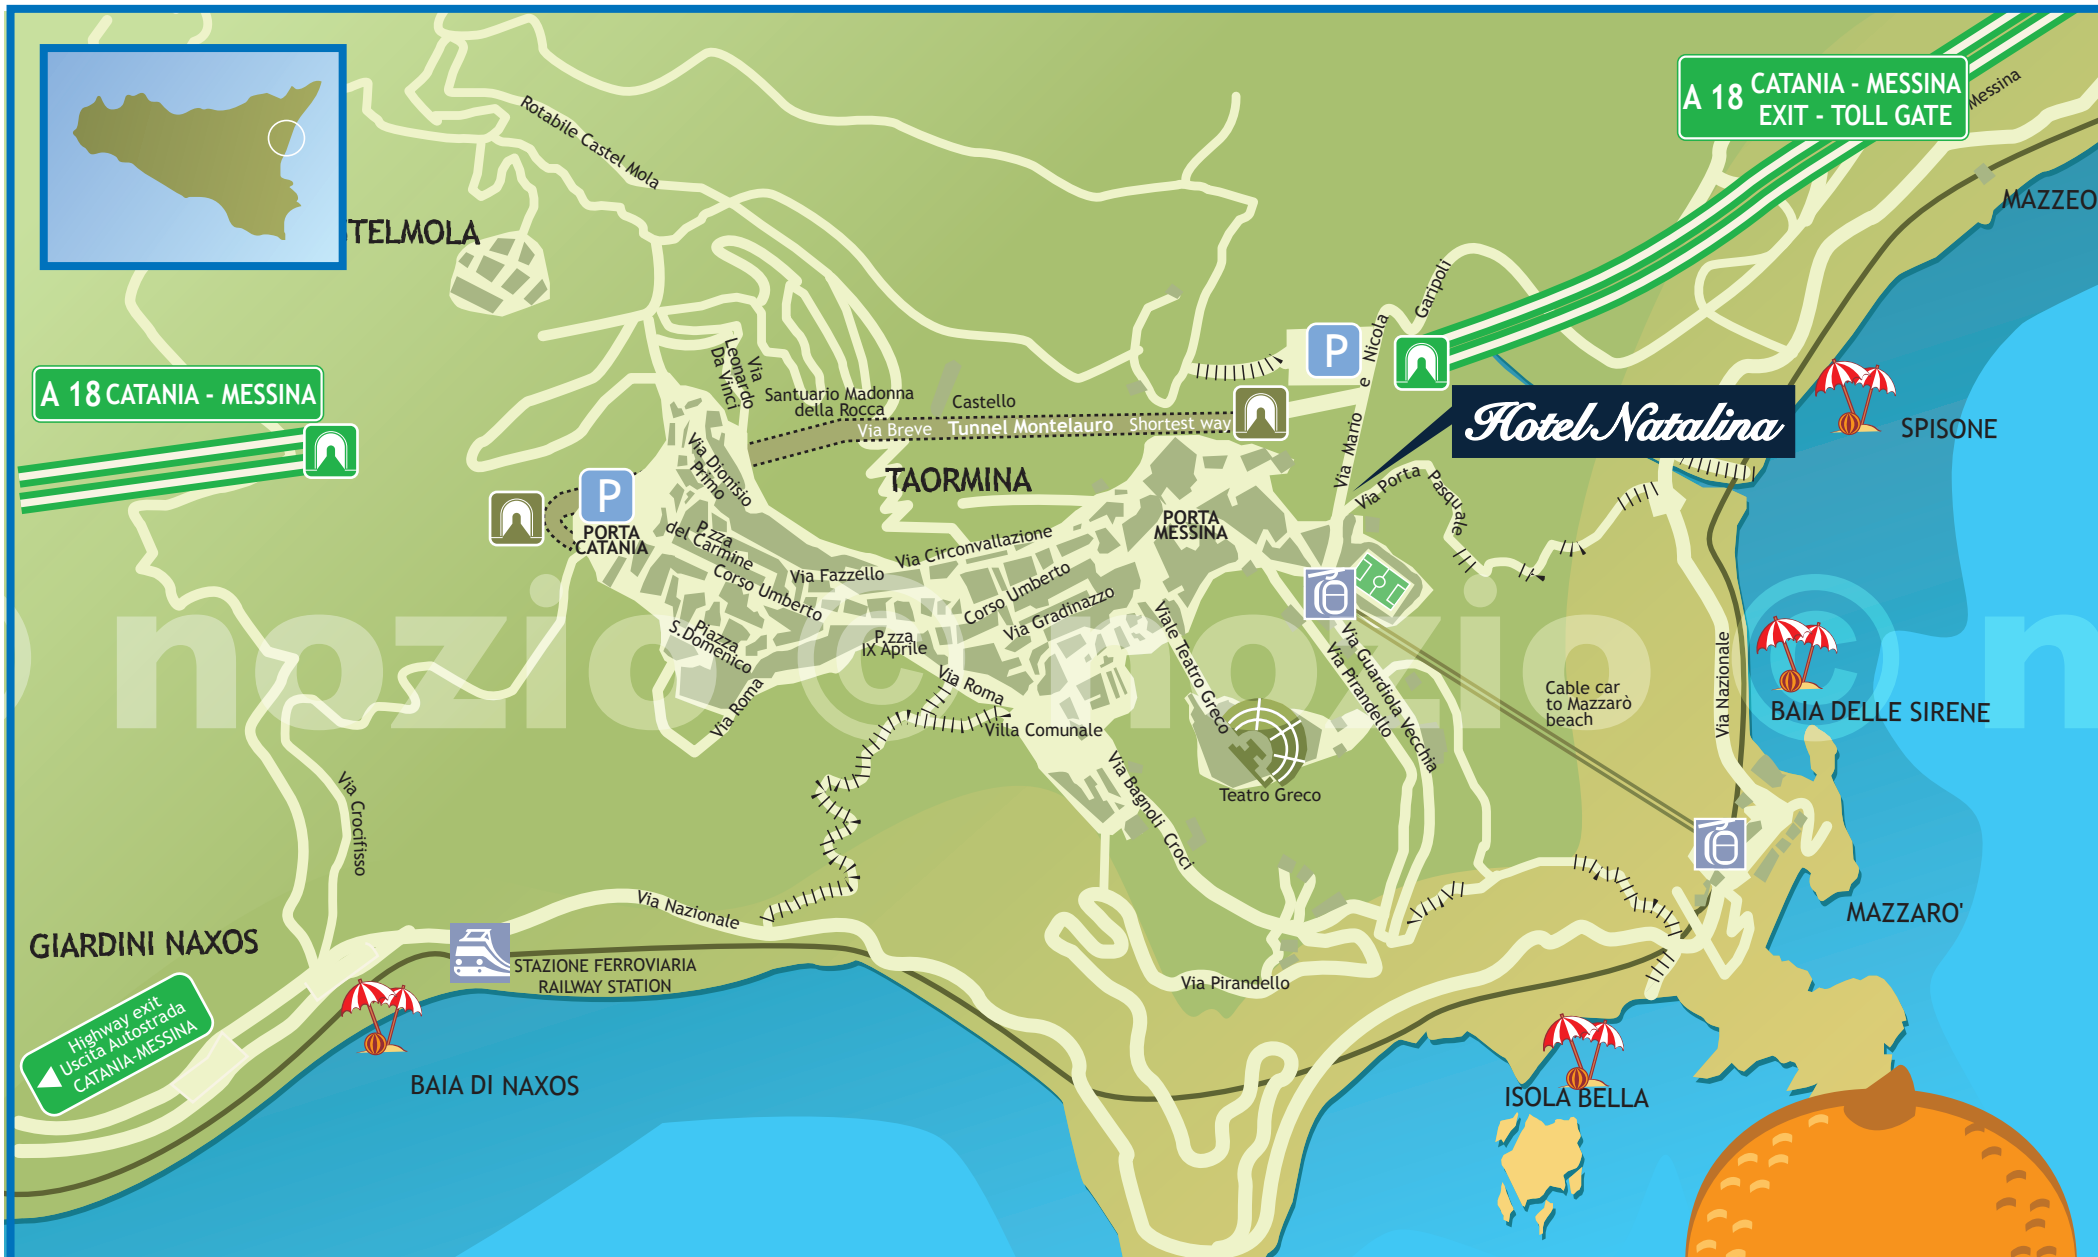 A 18 CATANIA - MESSINA
EXIT - TOLL GATE
Messina
MAZZEO
Rotabile Castel Mola
TELMOLA
Garipoli
Via Mario e Nicola
P
A 18 CATANIA - MESSINA
Via
Leonardo
Da Vinci
Santuario Madonna
della Rocca
Castello
Via Breve Tunnel Montelauro Shortest way
Hotel Natalina
SPISONE
Via Dionisio
Primo
TAORMINA
Via Porta Pasquale
P
PORTA
CATANIA
PORTA
MESSINA
P.zza
del Carmine
Via Circonvallazione
Via Fazzello
Corso Umberto
Corso Umberto
Via Gradinazzo
Piazza
S.Domenico
P.zza
IX Aprile
Via Roma
Via Roma
Villa Comunale
Viale Teatro Greco
Via Guardiola Vecchia
Via Pirandello
Cable car
to Mazzarò
beach
Via Nazionale
BAIA DELLE SIRENE
nozio © nozio © n
Teatro Greco
Via Bagnoli Croci
Via Crocifisso
Via Nazionale
MAZZARO'
GIARDINI NAXOS
STAZIONE FERROVIARIA
RAILWAY STATION
Via Pirandello
Highway exit
Uscita Autostrada
CATANIA-MESSINA
BAIA DI NAXOS
ISOLA BELLA